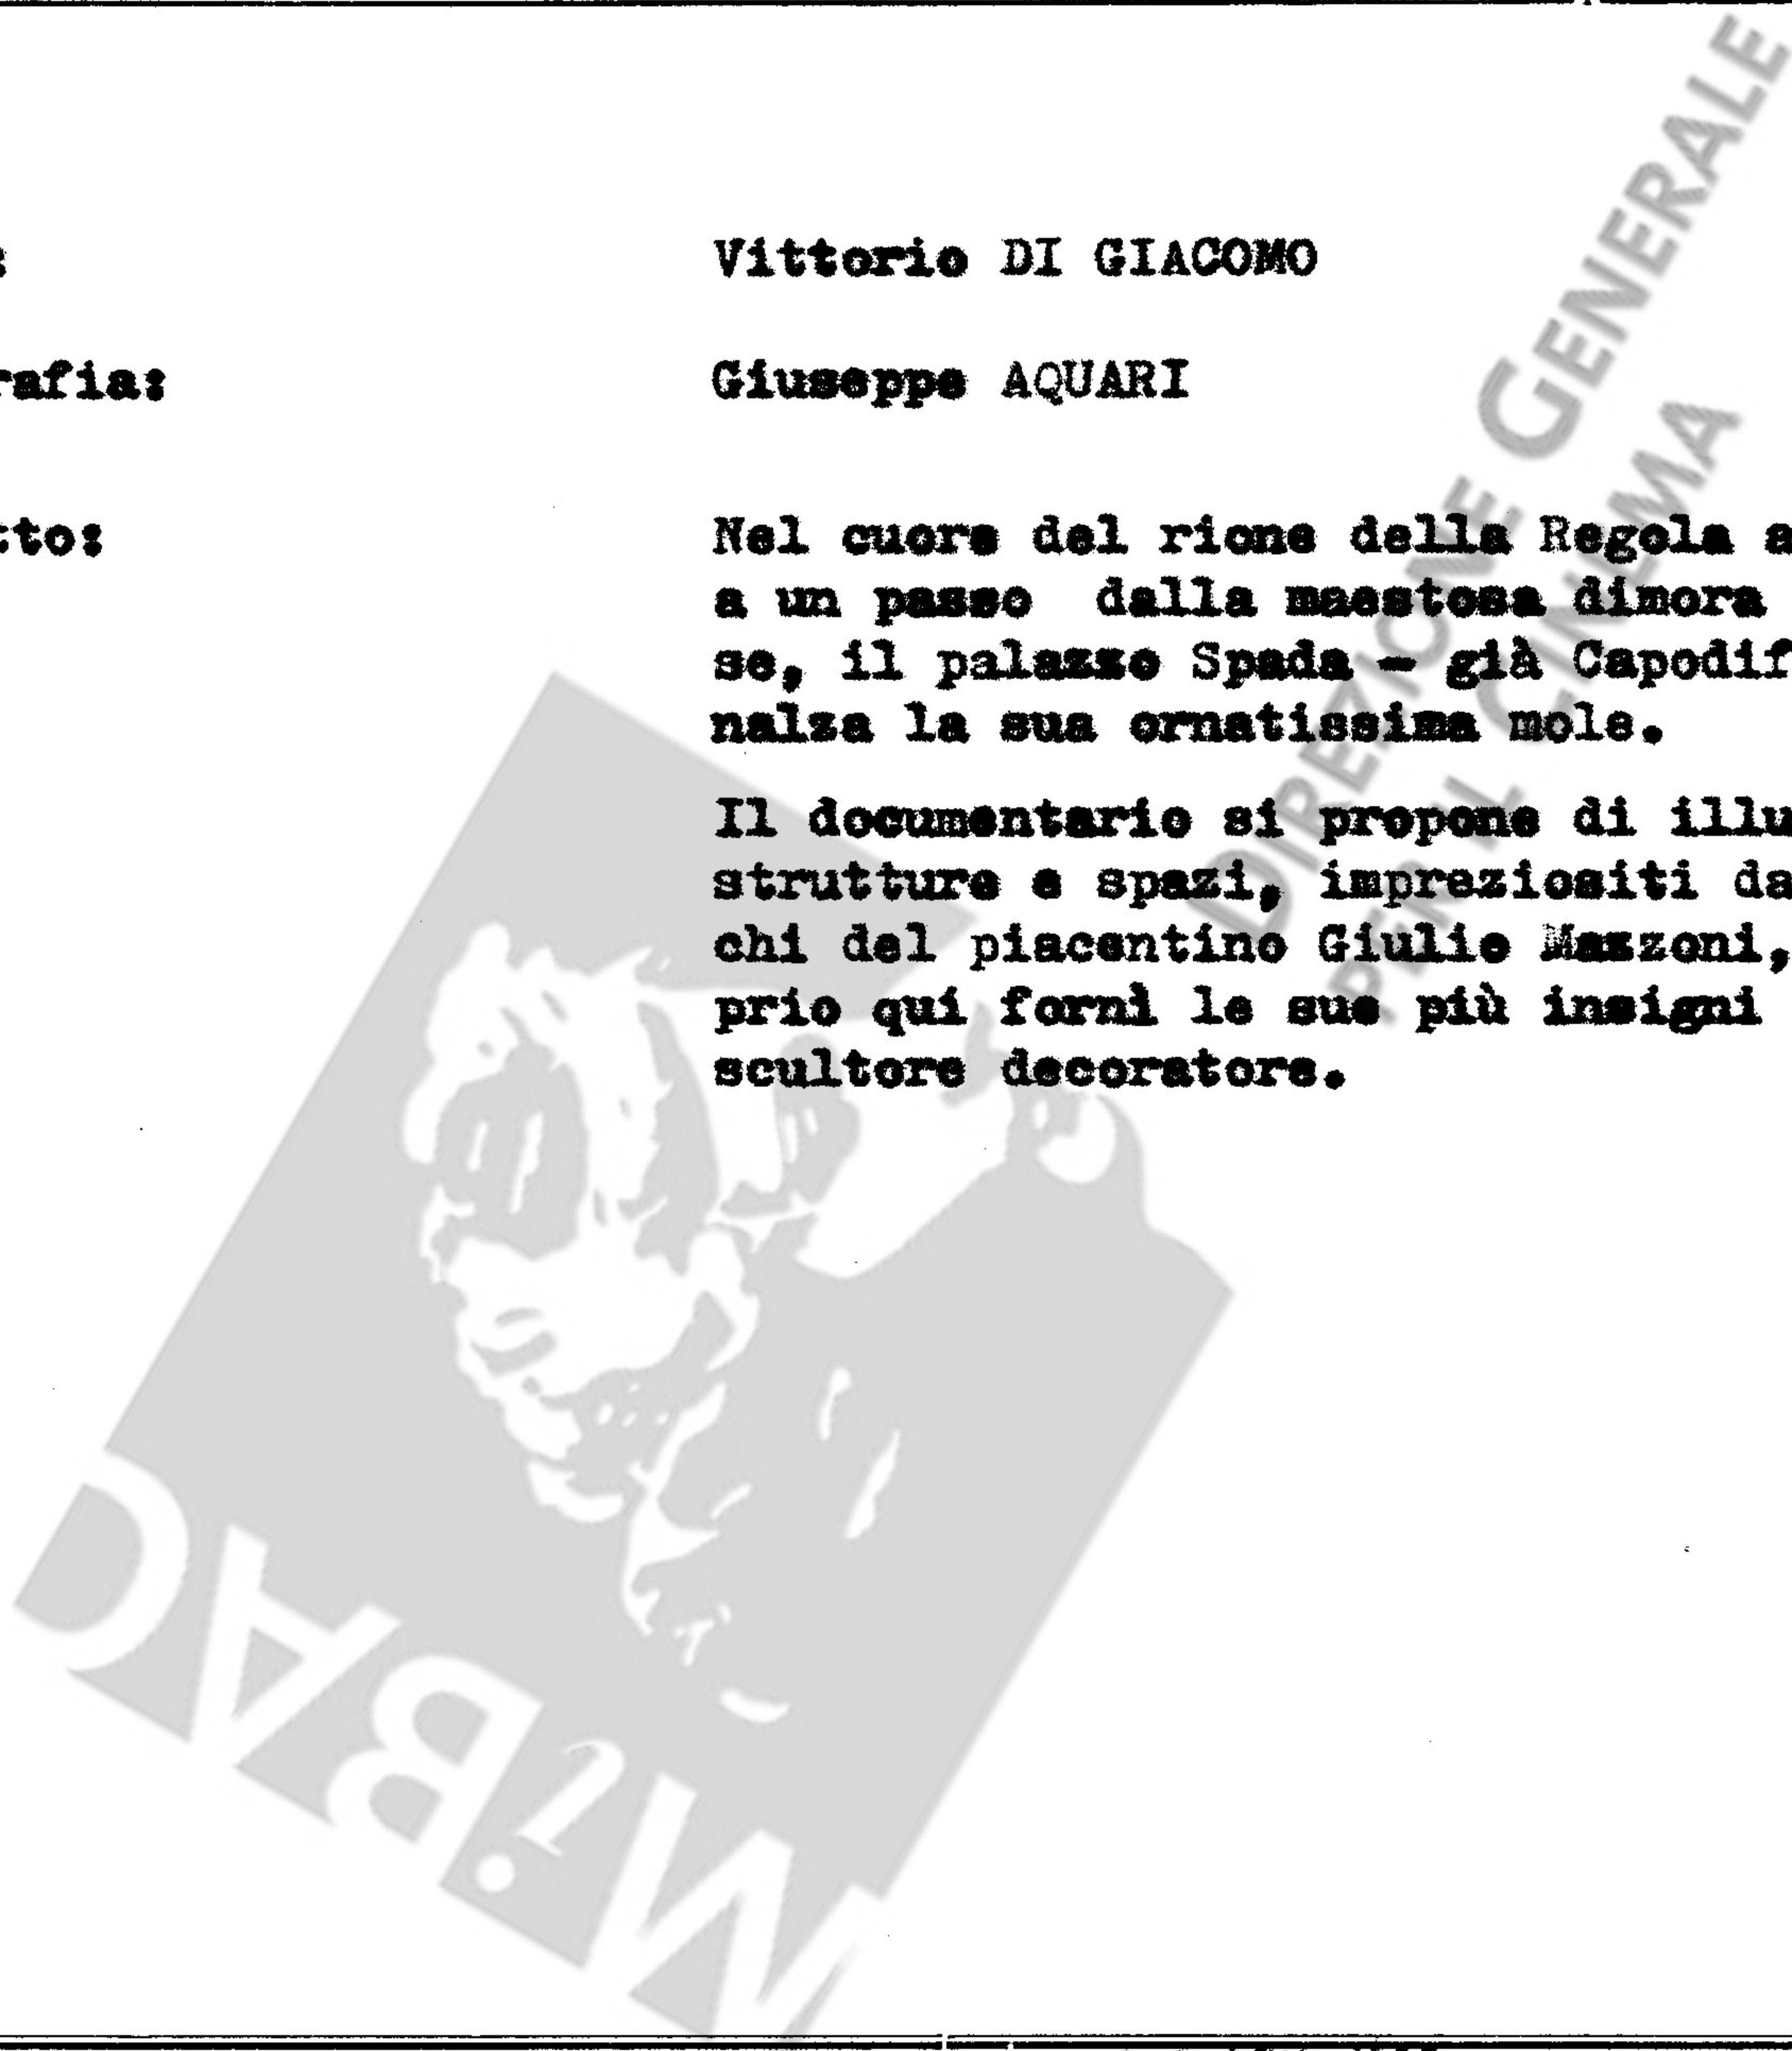 : Vittorio DI GIACOMO
rafia: Giuseppe AQUARI
tto: Nel cuore del rione della Regola a
a un passo dalla maestosa dimora
se, il palazzo Spada - già Capodif
nalza la sua ornatissima mole.
Il documentario si propone di illu
strutture e spazi, impreziositi da
chi del piacentino Giulio Mazzoni,
prio qui fornì le sue più insigni
scultore decoratore.
DIREZIONE GENERALE
PER IL CINEMA
MiBAC